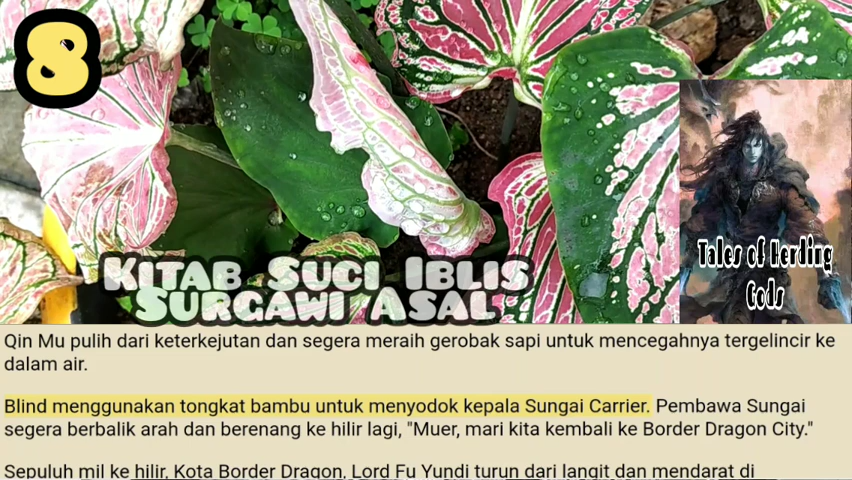 8
Tales of Herding
Gods
Kitab Suci Iblis
Surgawi Asal
Qin Mu pulih dari keterkejutan dan segera meraih gerobak sapi untuk mencegahnya tergelincir ke
dalam air.
Blind menggunakan tongkat bambu untuk menyodok kepala Sungai Carrier. Pembawa Sungai
segera berbalik arah dan berenang ke hilir lagi, "Muer, mari kita kembali ke Border Dragon City."
Sepuluh mil ke hilir, Kota Border Dragon, Lord Fu Yundi turun dari langit dan mendarat di